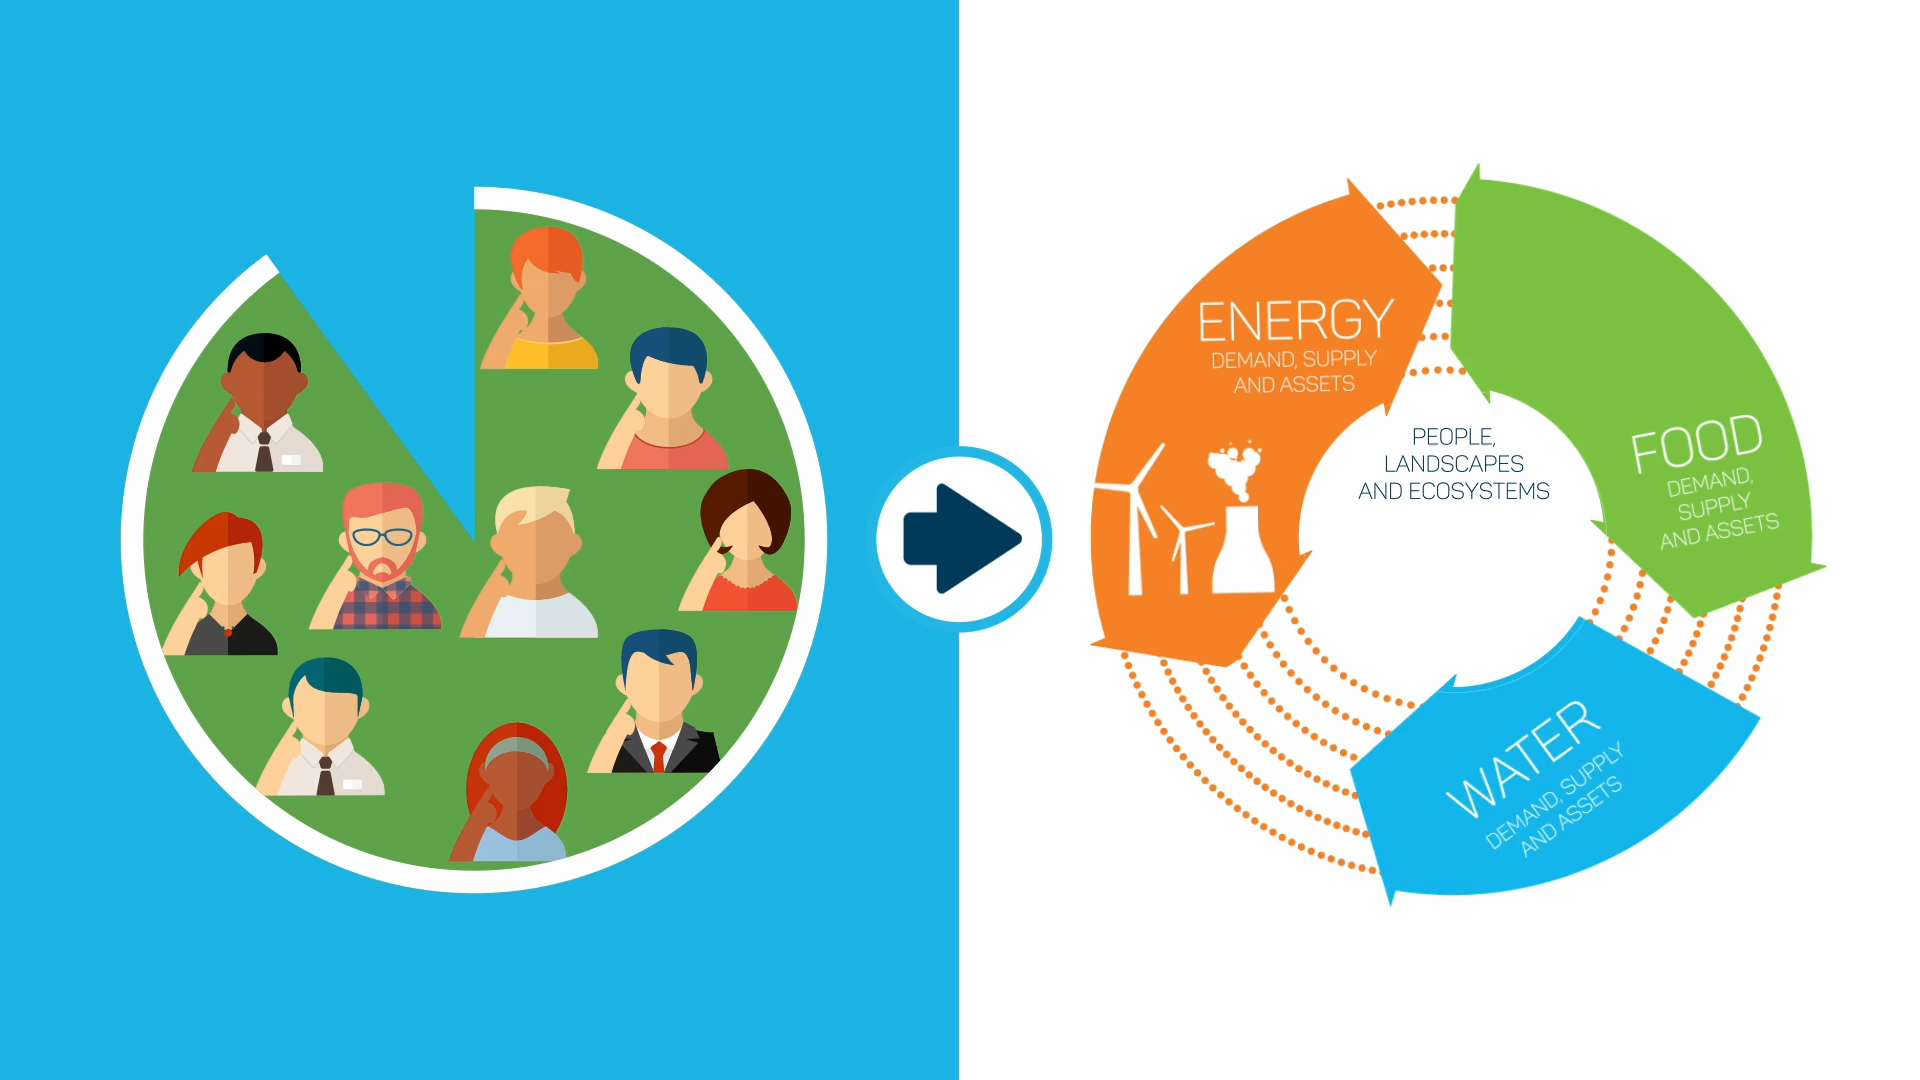 ENERGY
DEMAND, SUPPLY
AND ASSETS
PEOPLE,
LANDSCAPES
AND ECOSYSTEMS
FOOD
DEMAND,
SUPPLY
AND ASSETS
WATER
DEMAND, SUPPLY
AND ASSETS